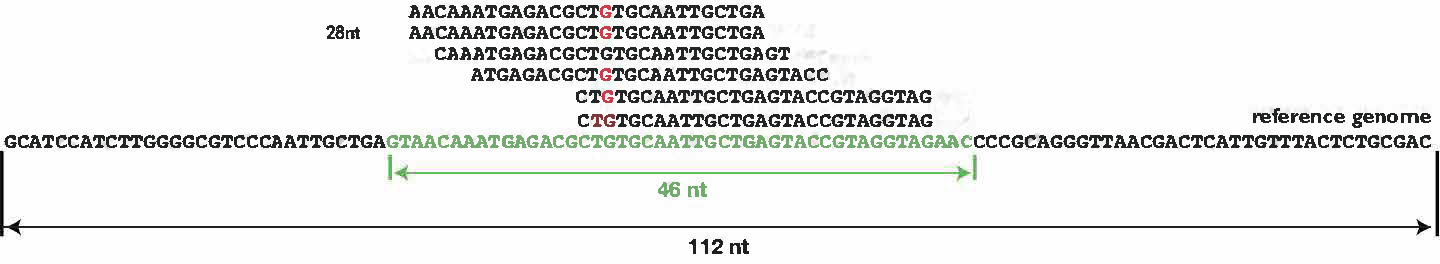 AACAAATGAGACGCTGTGCAATTGCTGA
28nt AACAAATGAGACGCTGTGCAATTGCTGA
CAAATGAGACGCTGTGCAATTGCTGAGT
ATGAGACGCTGTGCAATTGCTGAGTACC
CTGTGCAATTGCTGAGTACCGTAGGTAG
CTGTGCAATTGCTGAGTACCGTAGGTAG reference genome
GCATCCATCTTGGGGCGTCCCAATTGCTGAGTAACAAATGAGACGCTGTGCAATTGCTGAGTACCGTAGGTAGAACCCCGCAGGGTTAACGACTCATTGTTTACTCTGCGAC
46 nt
112 nt